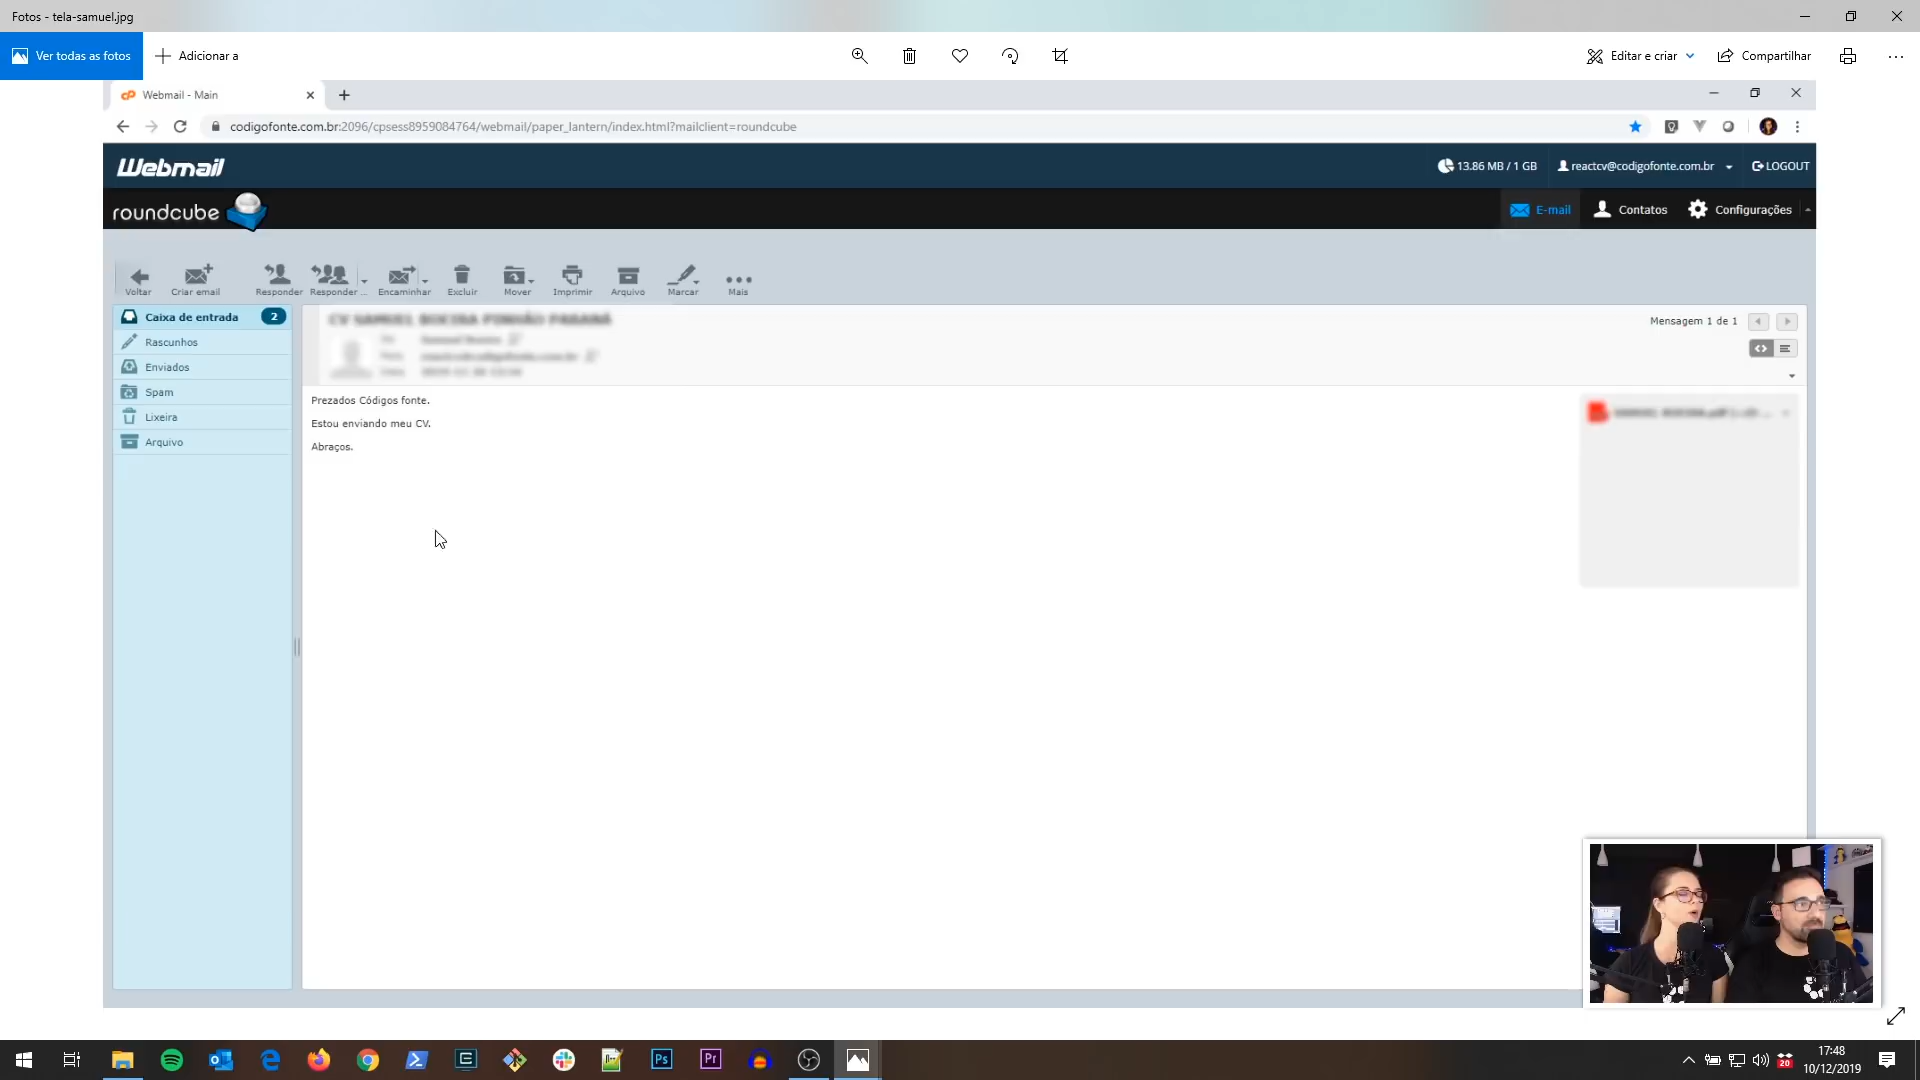 Fotos - tela-samuel.jpg
Ver todas as fotos
Adicionar a
Editar e criar
Compartilhar
Webmail - Main
codigofonte.com.br:2096/cpsess8959084764/webmail/paper_lantern/index.html?mailclient=roundcube
Webmail
13.86 MB / 1 GB
reactcv@codigofonte.com.br
LOGOUT
roundcube
E-mail
Contatos
Configurações
Voltar
Criar email
Responder
Responder ...
Encaminhar
Excluir
Mover
Imprimir
Arquivo
Marcar
Mais
Caixa de entrada 2
Rascunhos
Enviados
Spam
Lixeira
Arquivo
Mensagem 1 de 1
Prezados Códigos fonte.
Estou enviando meu CV.
Abraços.
Ps
Pr
20
17:48
10/12/2019